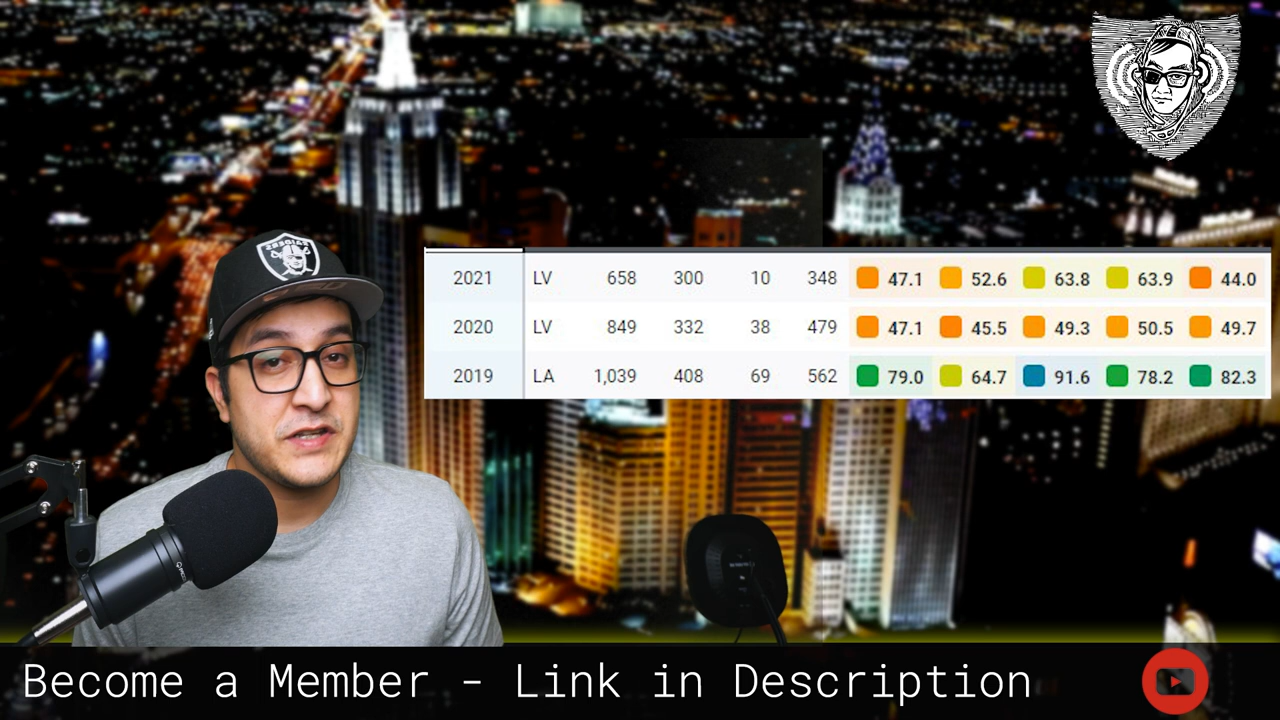 2021 LV 658 300 10 348 47.1 52.6 63.8 63.9 44.0
2020 LV 849 332 38 479 47.1 45.5 49.3 50.5 49.7
2019 LA 1,039 408 69 562 79.0 64.7 91.6 78.2 82.3
Become a Member - Link in Description